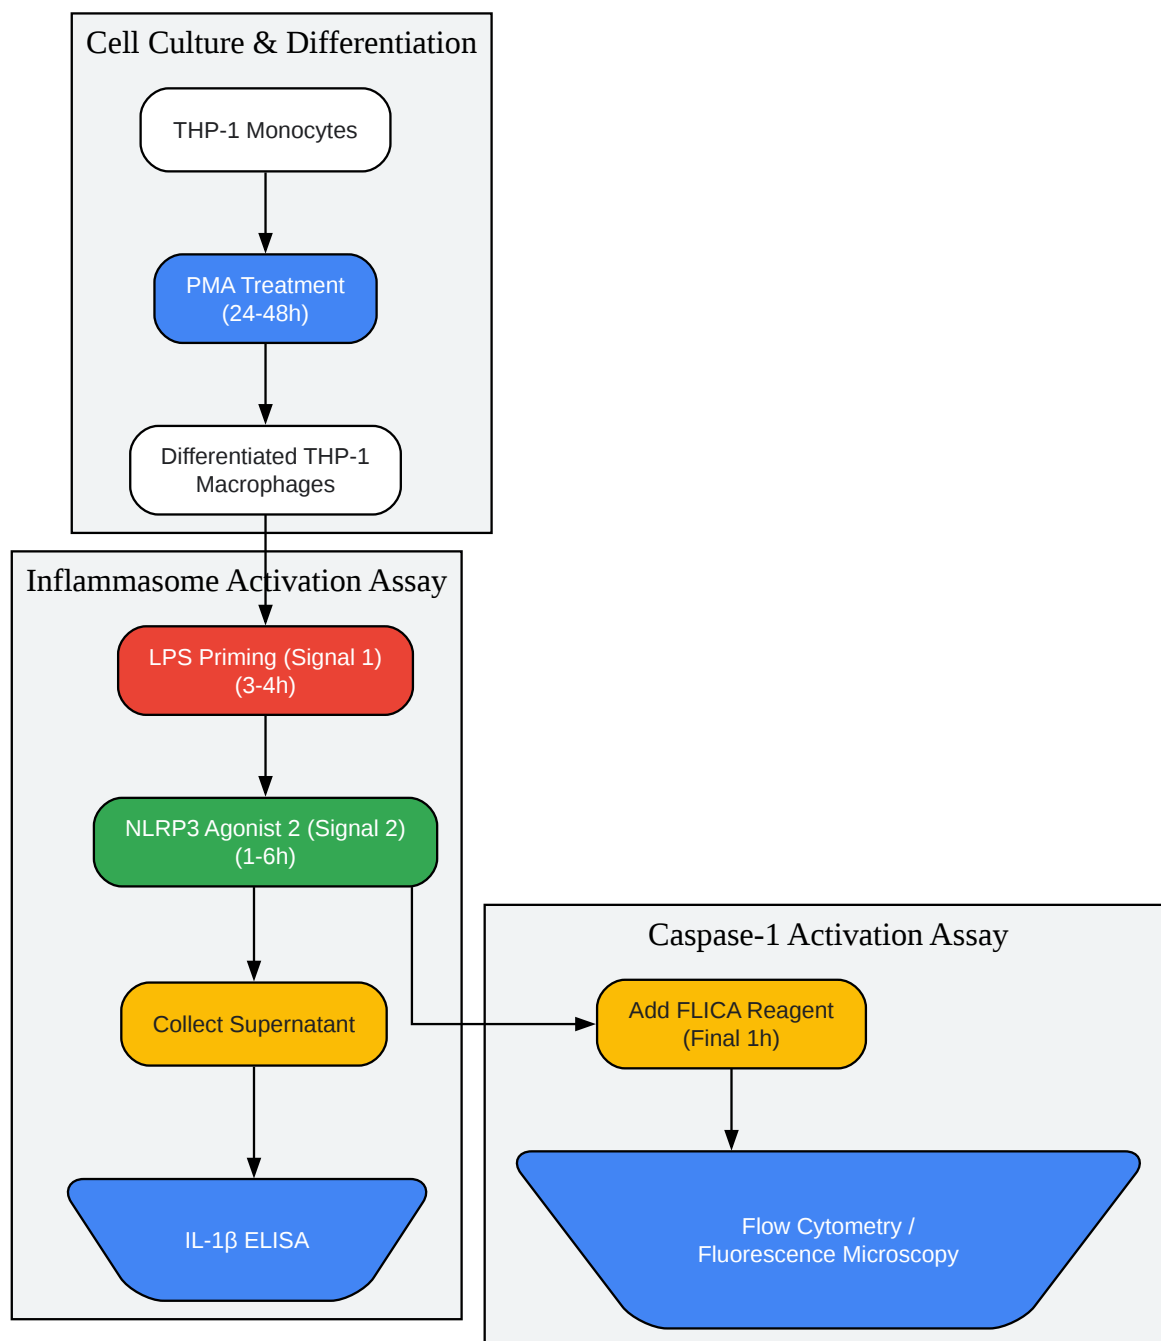 Cell Culture & Differentiation
THP-1 Monocytes
PMA Treatment
(24-48h)
Differentiated THP-1
Macrophages
Inflammasome Activation Assay
LPS Priming (Signal 1)
(3-4h)
NLRP3 Agonist 2 (Signal 2)
(1-6h)
Collect Supernatant
IL-1β ELISA
Caspase-1 Activation Assay
Add FLICA Reagent
(Final 1h)
Flow Cytometry /
Fluorescence Microscopy